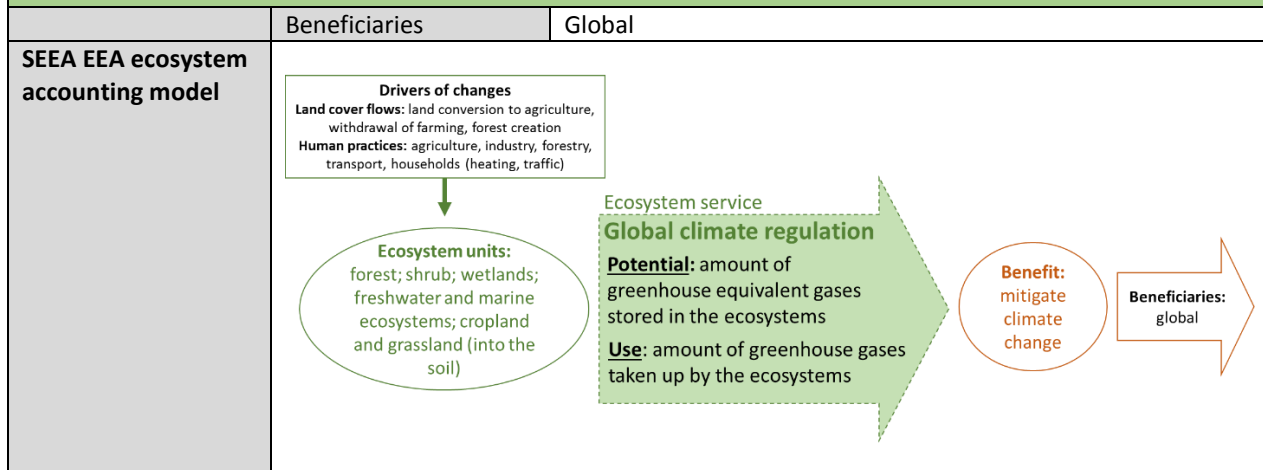 Beneficiaries
Global
SEEA EEA ecosystem
accounting model
Drivers of changes
Land cover flows: land conversion to agriculture,
withdrawal of farming, forest creation
Human practices: agriculture, industry, forestry,
transport, households (heating, traffic)
Ecosystem units:
forest; shrub; wetlands;
freshwater and marine
ecosystems; cropland
and grassland (into the
soil)
Ecosystem service
Global climate regulation
Potential: amount of
greenhouse equivalent gases
stored in the ecosystems
Use: amount of greenhouse gases
taken up by the ecosystems
Benefit:
mitigate
climate
change
Beneficiaries:
global